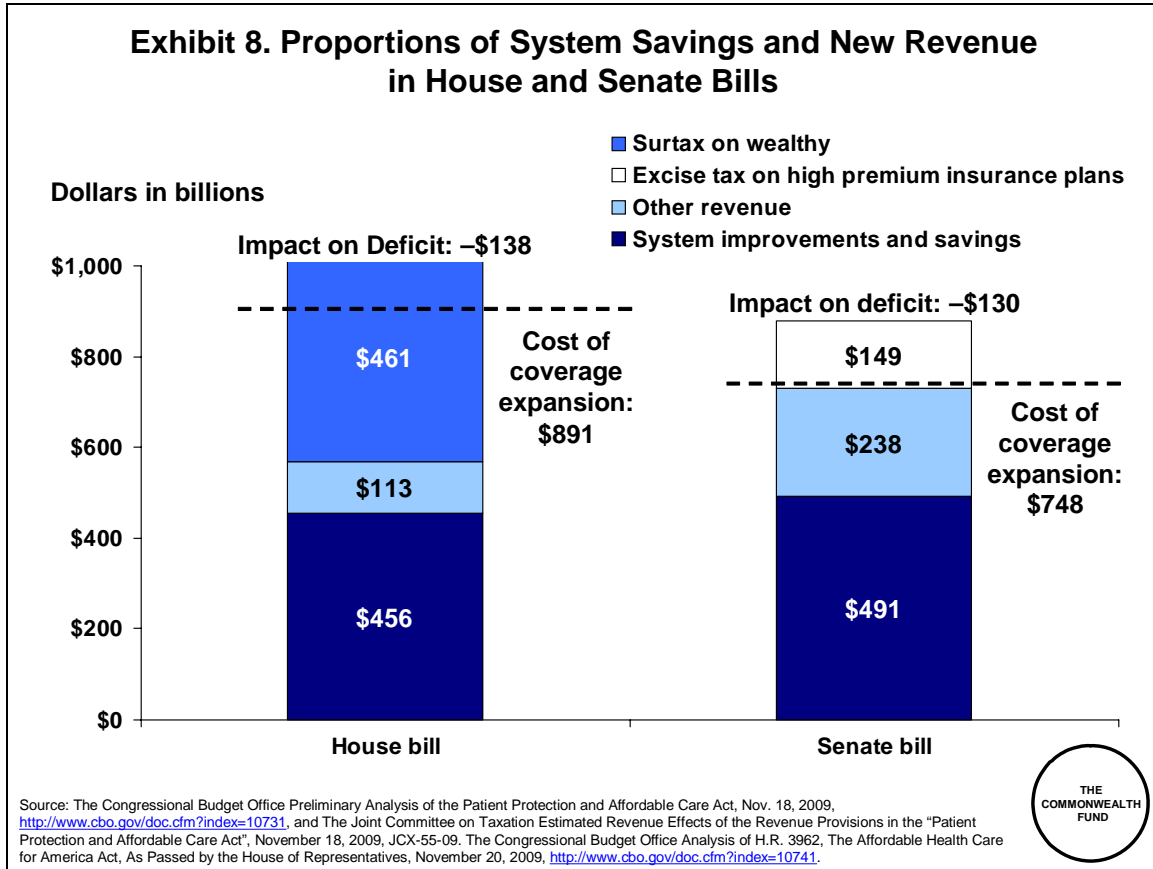 Exhibit 8. Proportions of System Savings and New Revenue
in House and Senate Bills
Surtax on wealthy
Excise tax on high premium insurance plans
Other revenue
System improvements and savings
Dollars in billions
Impact on Deficit: –$138
Impact on deficit: –$130
$1,000
$800
$600
$400
$200
$0
$461
$113
$456
Cost of
coverage
expansion:
$891
$149
$238
$491
Cost of
coverage
expansion:
$748
House bill
Senate bill
Source: The Congressional Budget Office Preliminary Analysis of the Patient Protection and Affordable Care Act, Nov. 18, 2009,
http://www.cbo.gov/doc.cfm?index=10731, and The Joint Committee on Taxation Estimated Revenue Effects of the Revenue Provisions in the “Patient
Protection and Affordable Care Act”, November 18, 2009, JCX-55-09. The Congressional Budget Office Analysis of H.R. 3962, The Affordable Health Care
for America Act, As Passed by the House of Representatives, November 20, 2009, http://www.cbo.gov/doc.cfm?index=10741.
THE
COMMONWEALTH
FUND